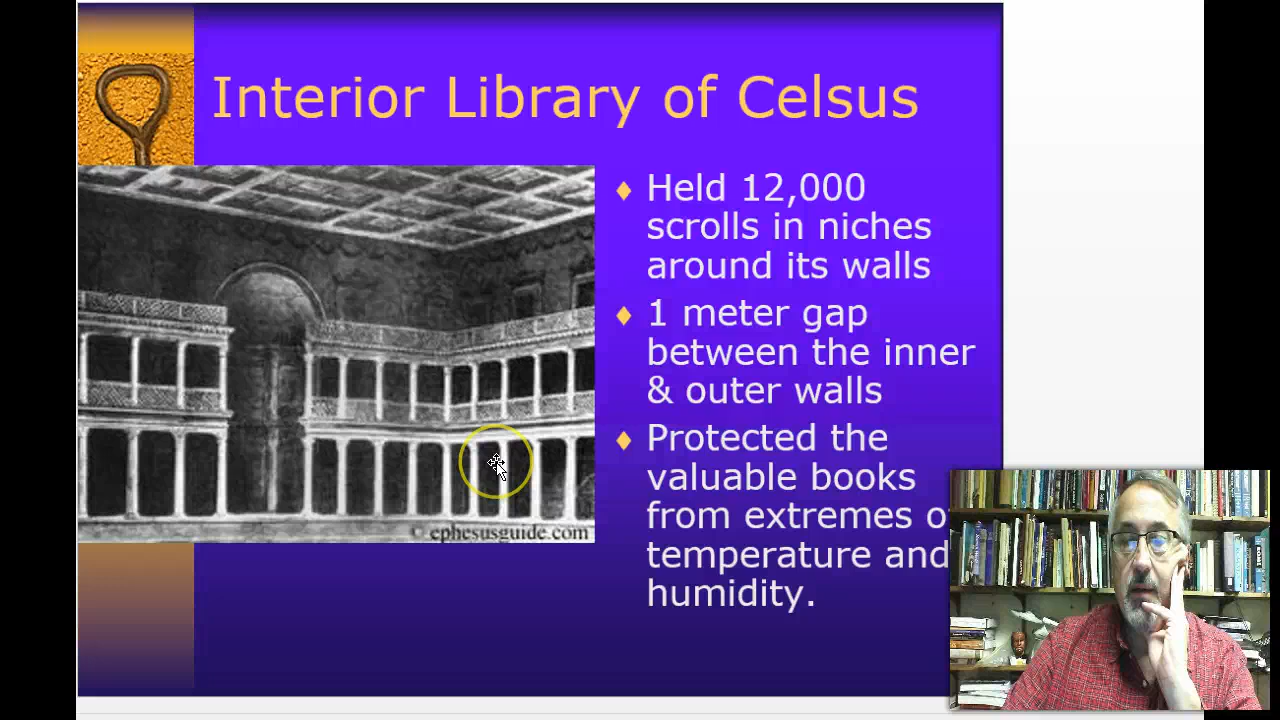 Interior Library of Celsus
Held 12,000
scrolls in niches
around its walls
1 meter gap
between the inner
& outer walls
Protected the
valuable books
from extremes o
temperature and
humidity.
© ephesusguide.com